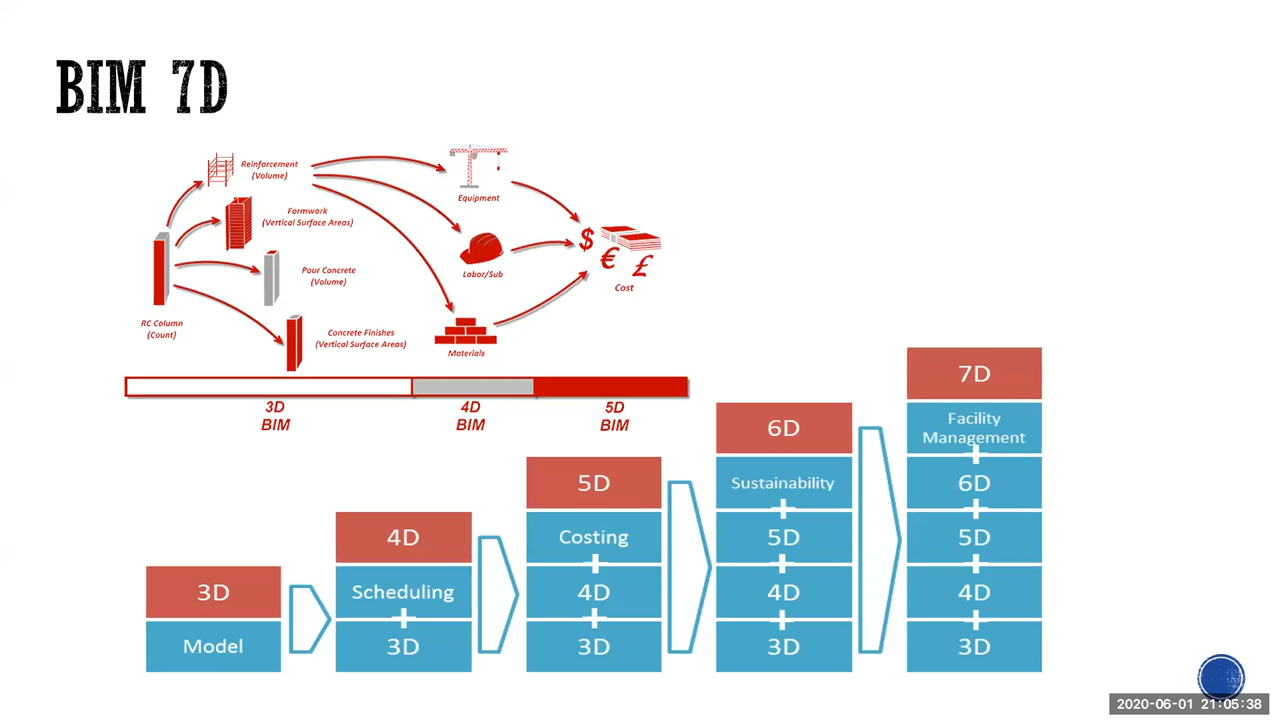 BIM 7D
Reinforcement
(Volume)
Formwork
(Vertical Surface Areas)
Pour Concrete
(Volume)
RC Column
(Count)
Concrete Finishes
(Vertical Surface Areas)
Equipment
Labor/Sub
Materials
$
€
£
Cost
3D
BIM
4D
BIM
5D
BIM
3D
Model
4D
Scheduling
+
3D
5D
Costing
+
4D
+
3D
6D
Sustainability
+
5D
+
4D
+
3D
7D
Facility
Management
+
6D
+
5D
+
4D
+
3D
2020-06-01 21:05:38